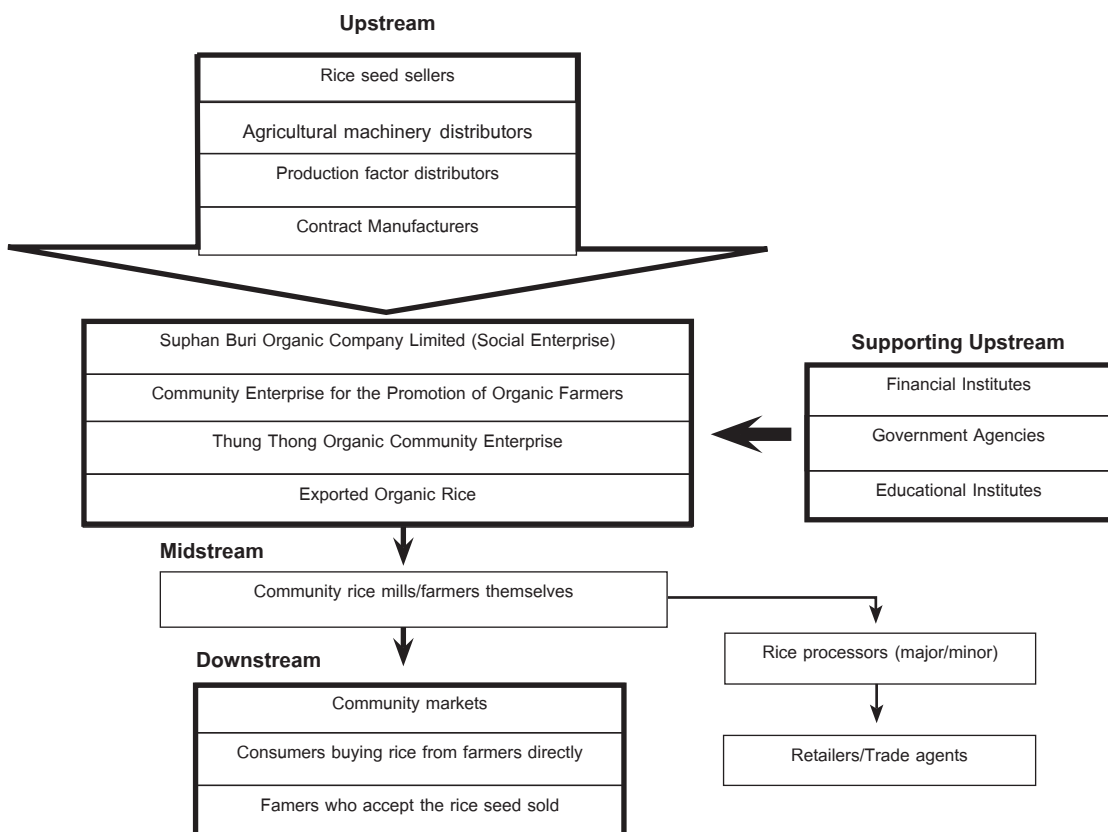 Upstream
Rice seed sellers
Agricultural machinery distributors
Production factor distributors
Contract Manufacturers
Suphan Buri Organic Company Limited (Social Enterprise)
Community Enterprise for the Promotion of Organic Farmers
Thung Thong Organic Community Enterprise
Exported Organic Rice
Supporting Upstream
Financial Institutes
Government Agencies
Educational Institutes
Midstream
Community rice mills/farmers themselves
Rice processors (major/minor)
Retailers/Trade agents
Downstream
Community markets
Consumers buying rice from farmers directly
Famers who accept the rice seed sold